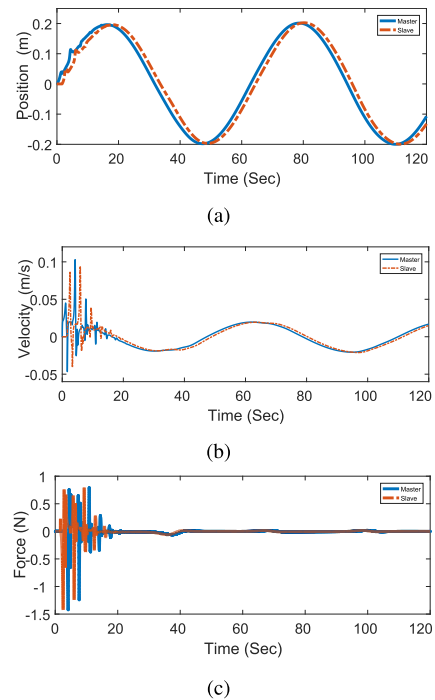 0.2
0.1
0
-0.1
-0.2
Position (m)
Master
Slave
0 20 40 60 80 100 120
Time (Sec)
(a)
0.1
0.05
0
-0.05
Velocity (m/s)
Master
Slave
0 20 40 60 80 100 120
Time (Sec)
(b)
1
0.5
0
-0.5
-1
-1.5
Force (N)
Master
Slave
0 20 40 60 80 100 120
Time (Sec)
(c)